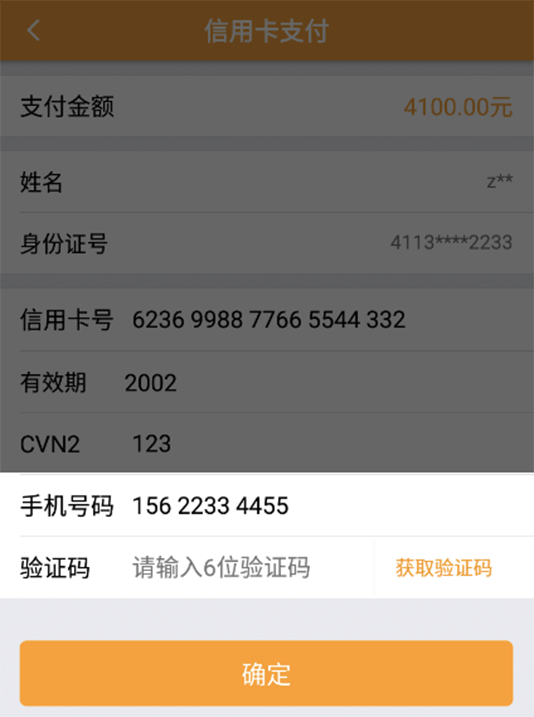 信用卡支付
支付金额 4100.00元
姓名 z**
身份证号 4113****2233
信用卡号 6236 9988 7766 5544 332
有效期 2002
CVN2 123
手机号码 156 2233 4455
验证码 请输入6位验证码 获取验证码
确定